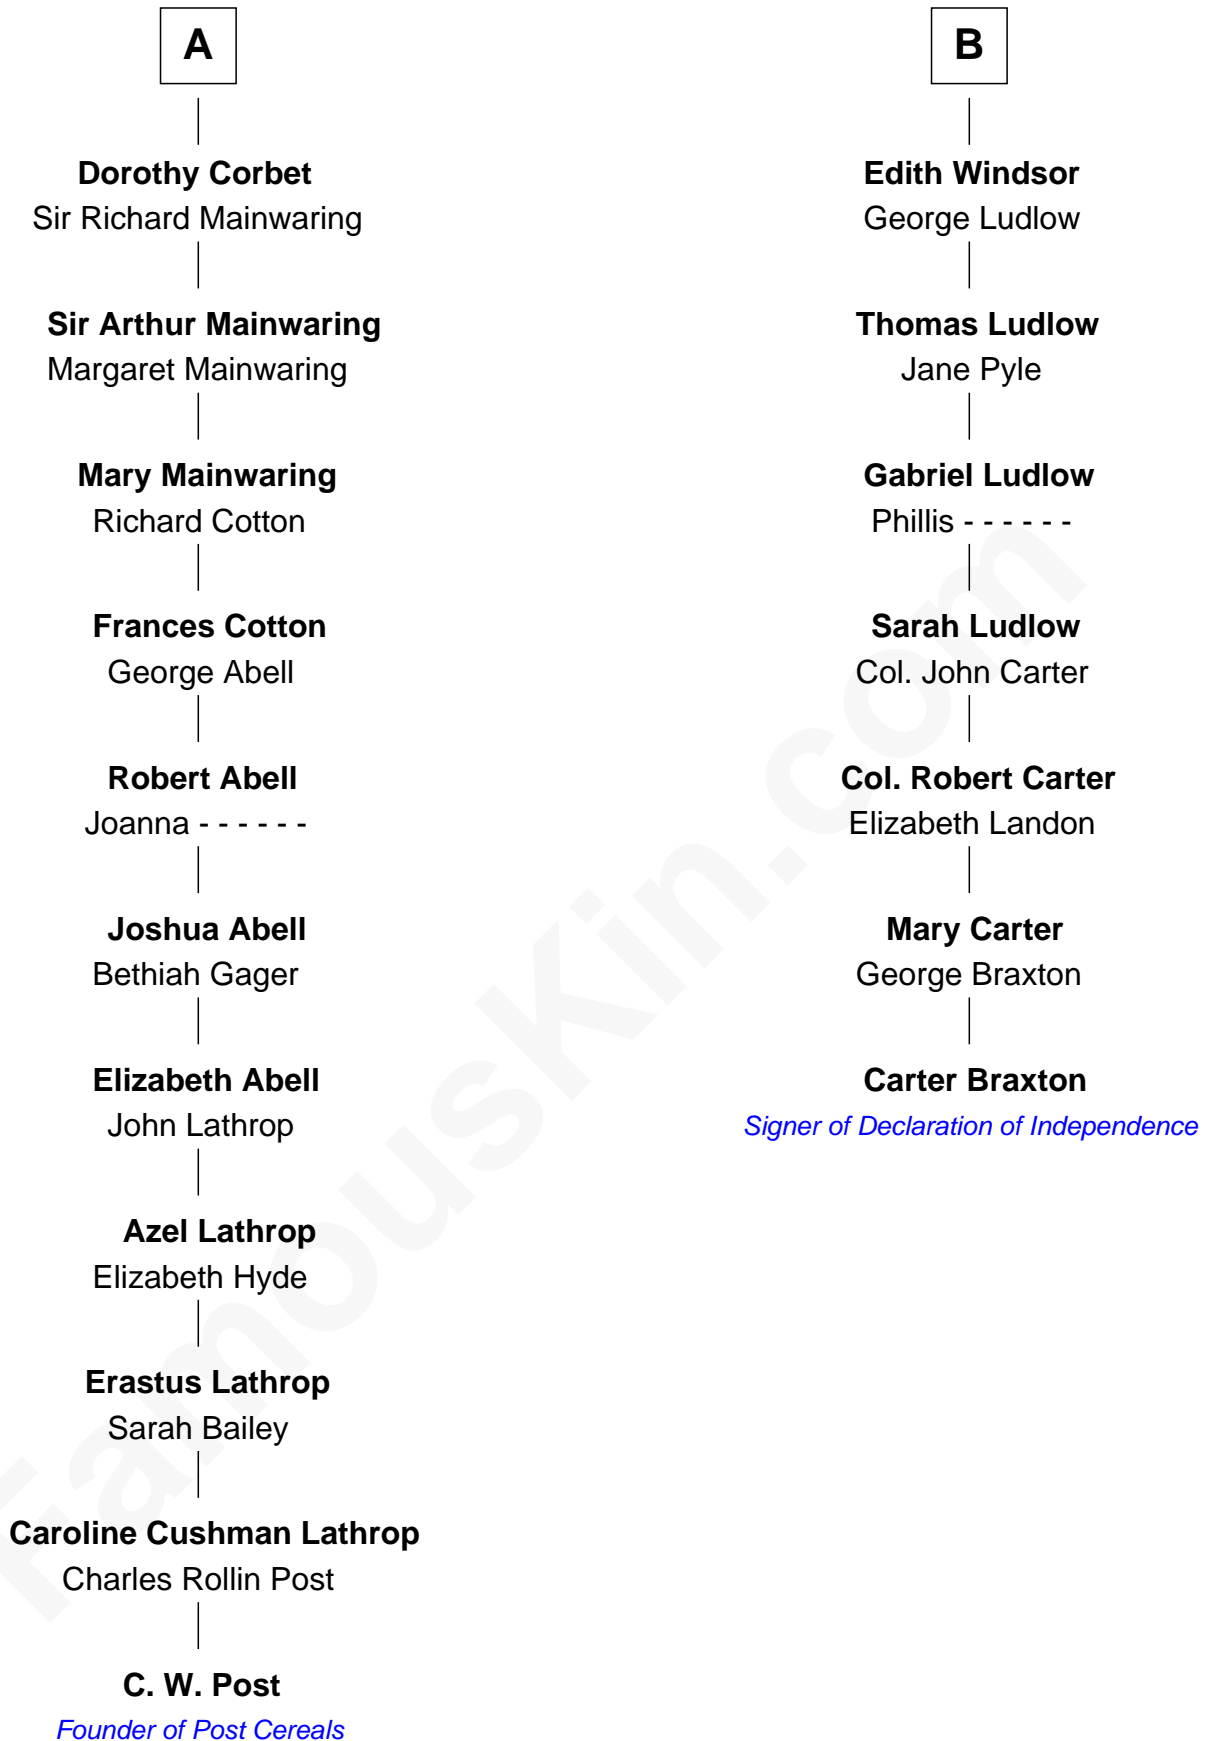 A
Dorothy Corbet
Sir Richard Mainwaring
Sir Arthur Mainwaring
Margaret Mainwaring
Mary Mainwaring
Richard Cotton
Frances Cotton
George Abell
Robert Abell
Joanna - - - - - -
Joshua Abell
Bethiah Gager
Elizabeth Abell
John Lathrop
Azel Lathrop
Elizabeth Hyde
Erastus Lathrop
Sarah Bailey
Caroline Cushman Lathrop
Charles Rollin Post
C. W. Post
Founder of Post Cereals
B
Edith Windsor
George Ludlow
Thomas Ludlow
Jane Pyle
Gabriel Ludlow
Phillis - - - - - -
Sarah Ludlow
Col. John Carter
Col. Robert Carter
Elizabeth Landon
Mary Carter
George Braxton
Carter Braxton
Signer of Declaration of Independence
FamousKin.com